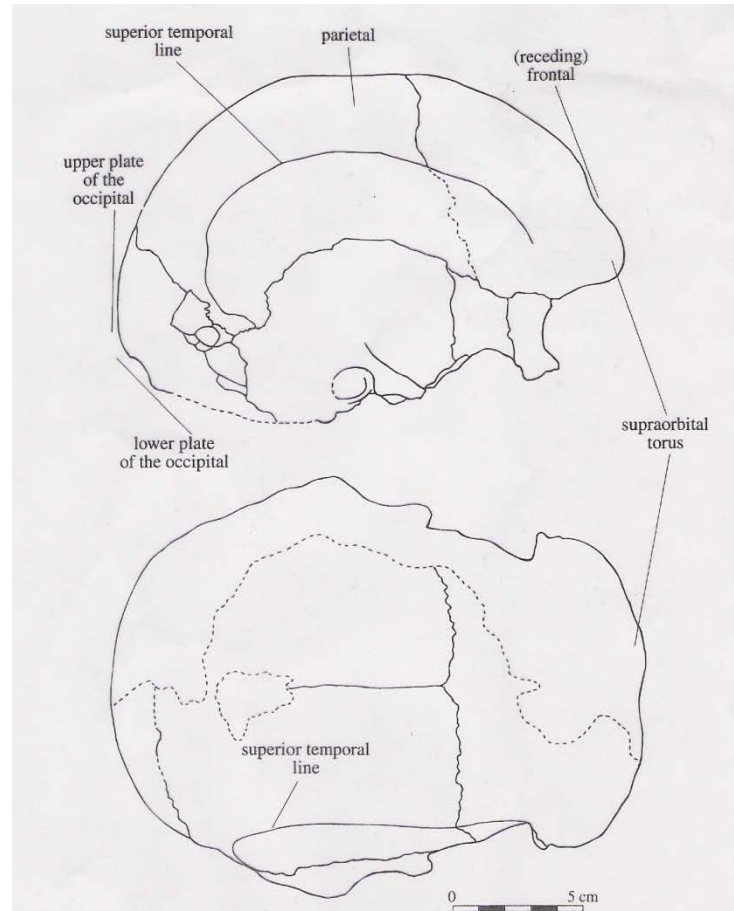 superior temporal
line
parietal
(receding)
frontal
upper plate
of the
occipital
lower plate
of the occipital
supraorbital
torus
superior temporal
line
0 5 cm